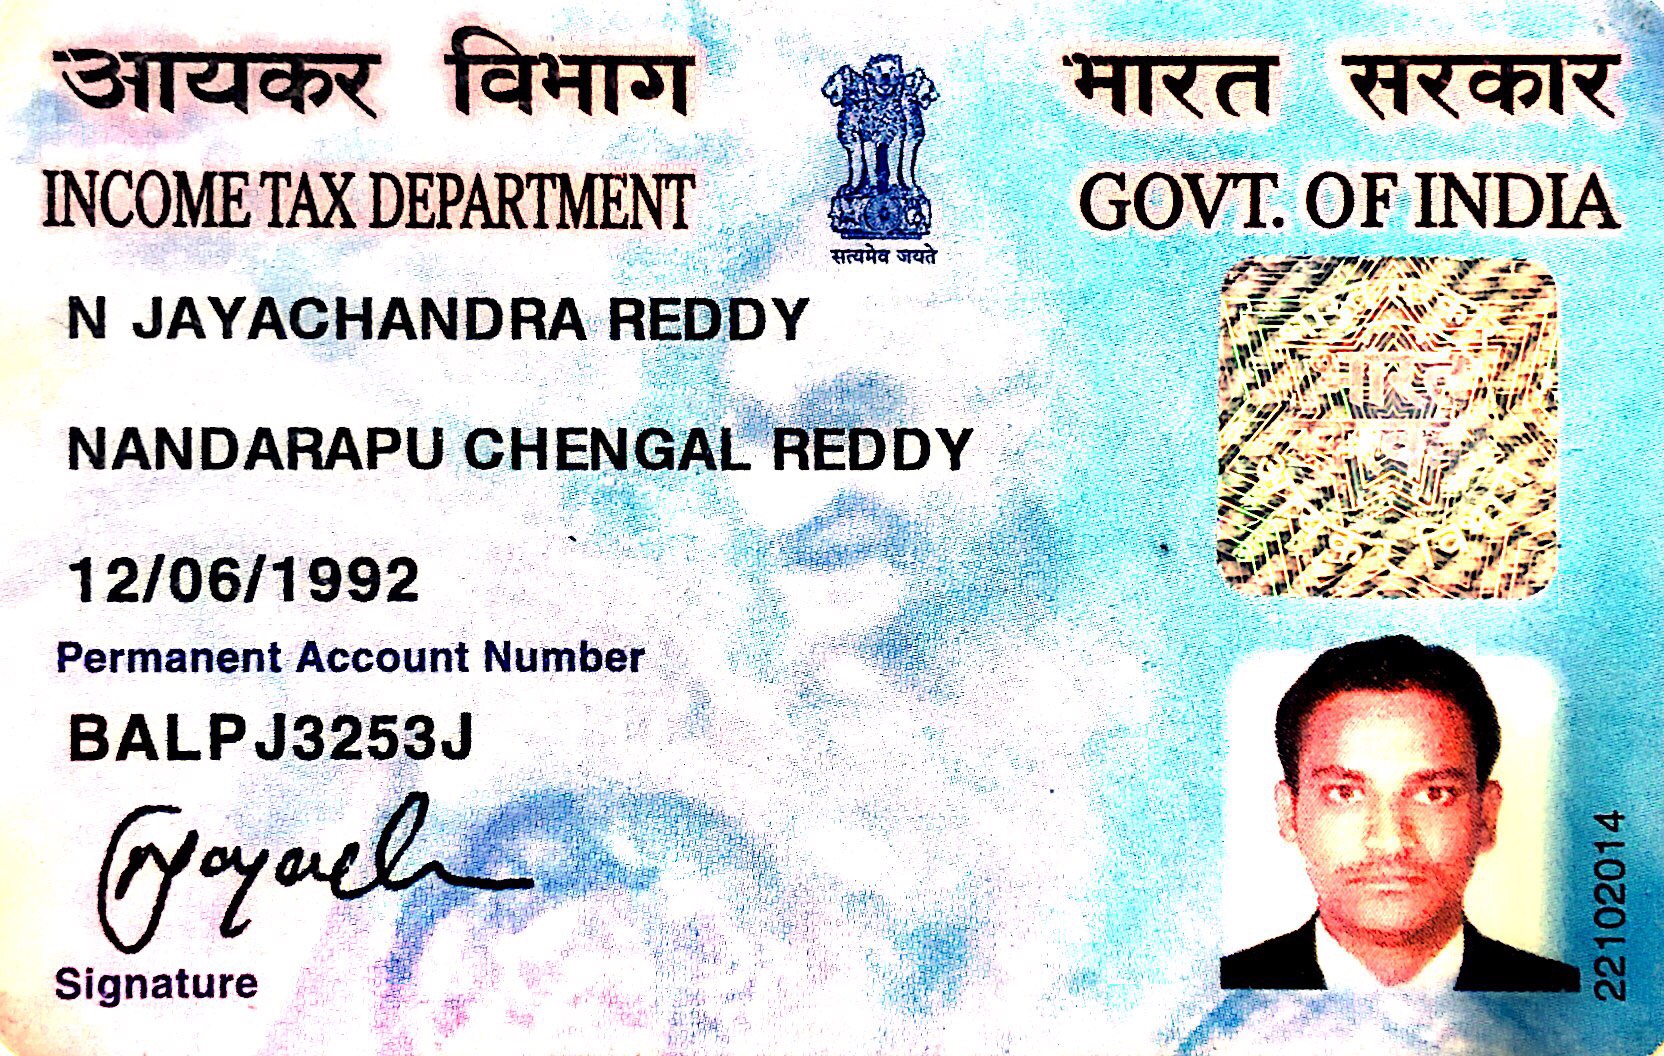 आयकर विभाग
भारत सरकार
INCOME TAX DEPARTMENT
GOVT. OF INDIA
सत्यमेव जयते
N JAYACHANDRA REDDY
NANDARAPU CHENGAL REDDY
12/06/1992
Permanent Account Number
BALPJ3253J
Signature
22102014